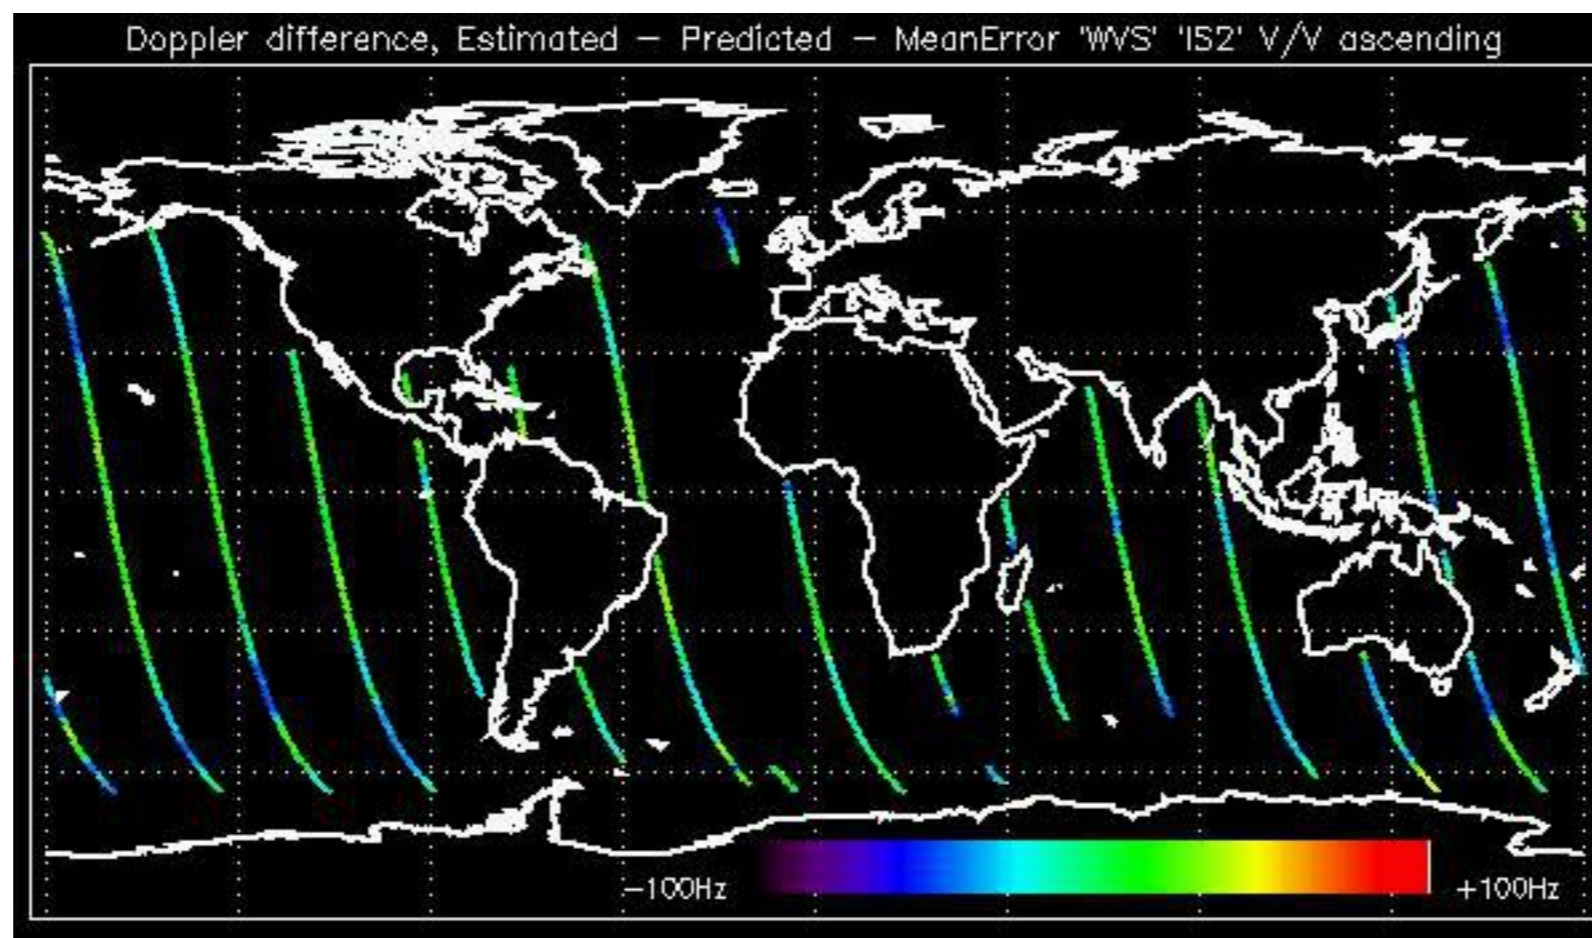 Doppler difference, Estimated – Predicted – MeanError 'WVS' 'IS2' V/V ascending
–100Hz +100Hz